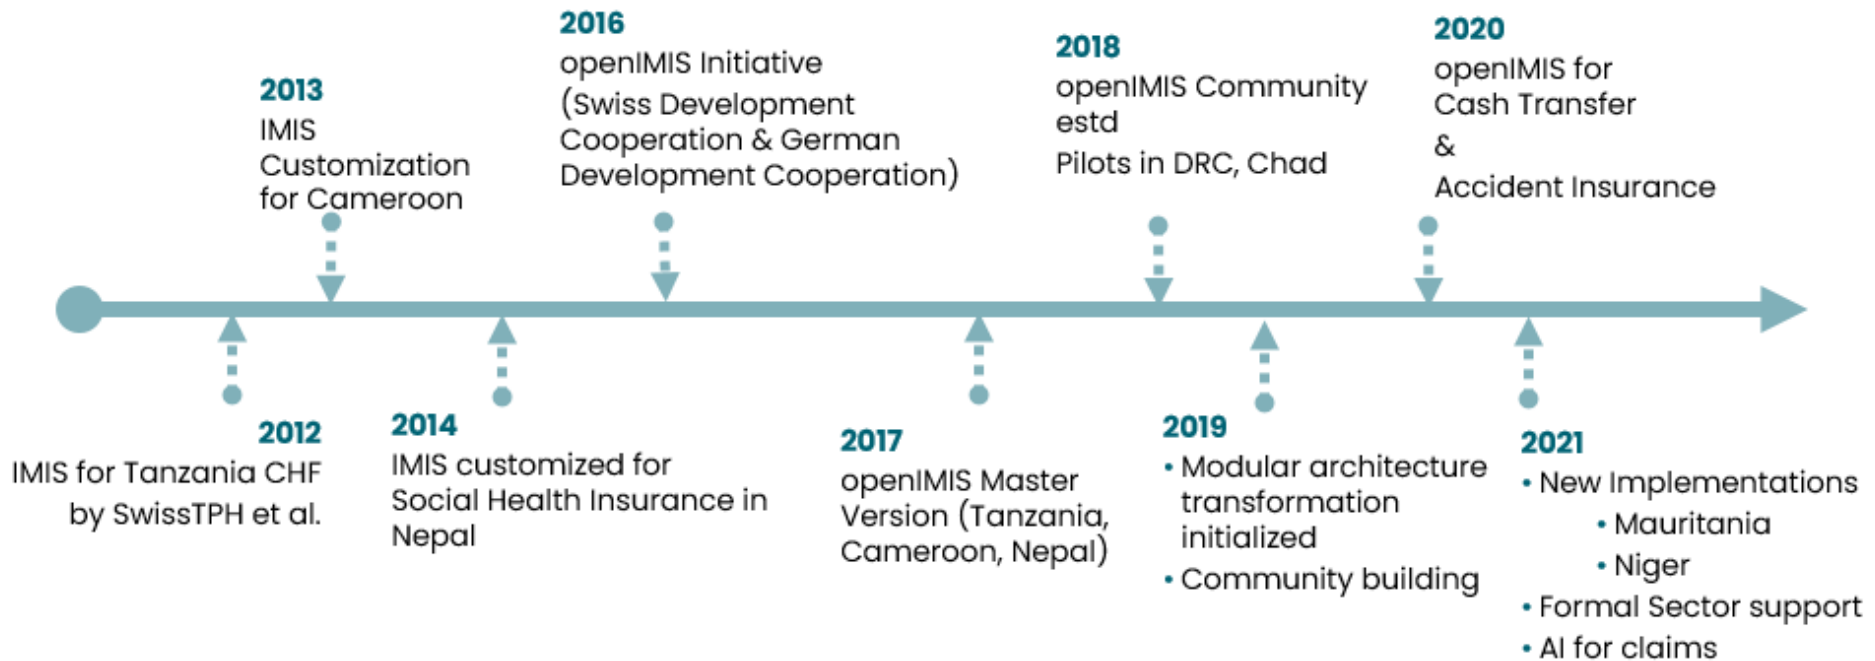 2012
IMIS for Tanzania CHF
by SwissTPH et al.
2013
IMIS
Customization
for Cameroon
2014
IMIS customized for
Social Health Insurance in
Nepal
2016
openIMIS Initiative
(Swiss Development
Cooperation & German
Development Cooperation)
2017
openIMIS Master
Version (Tanzania,
Cameroon, Nepal)
2018
openIMIS Community
estd
Pilots in DRC, Chad
2019
• Modular architecture
transformation
initialized
• Community building
2020
openIMIS for
Cash Transfer
&
Accident Insurance
2021
• New Implementations
• Mauritania
• Niger
• Formal Sector support
• AI for claims